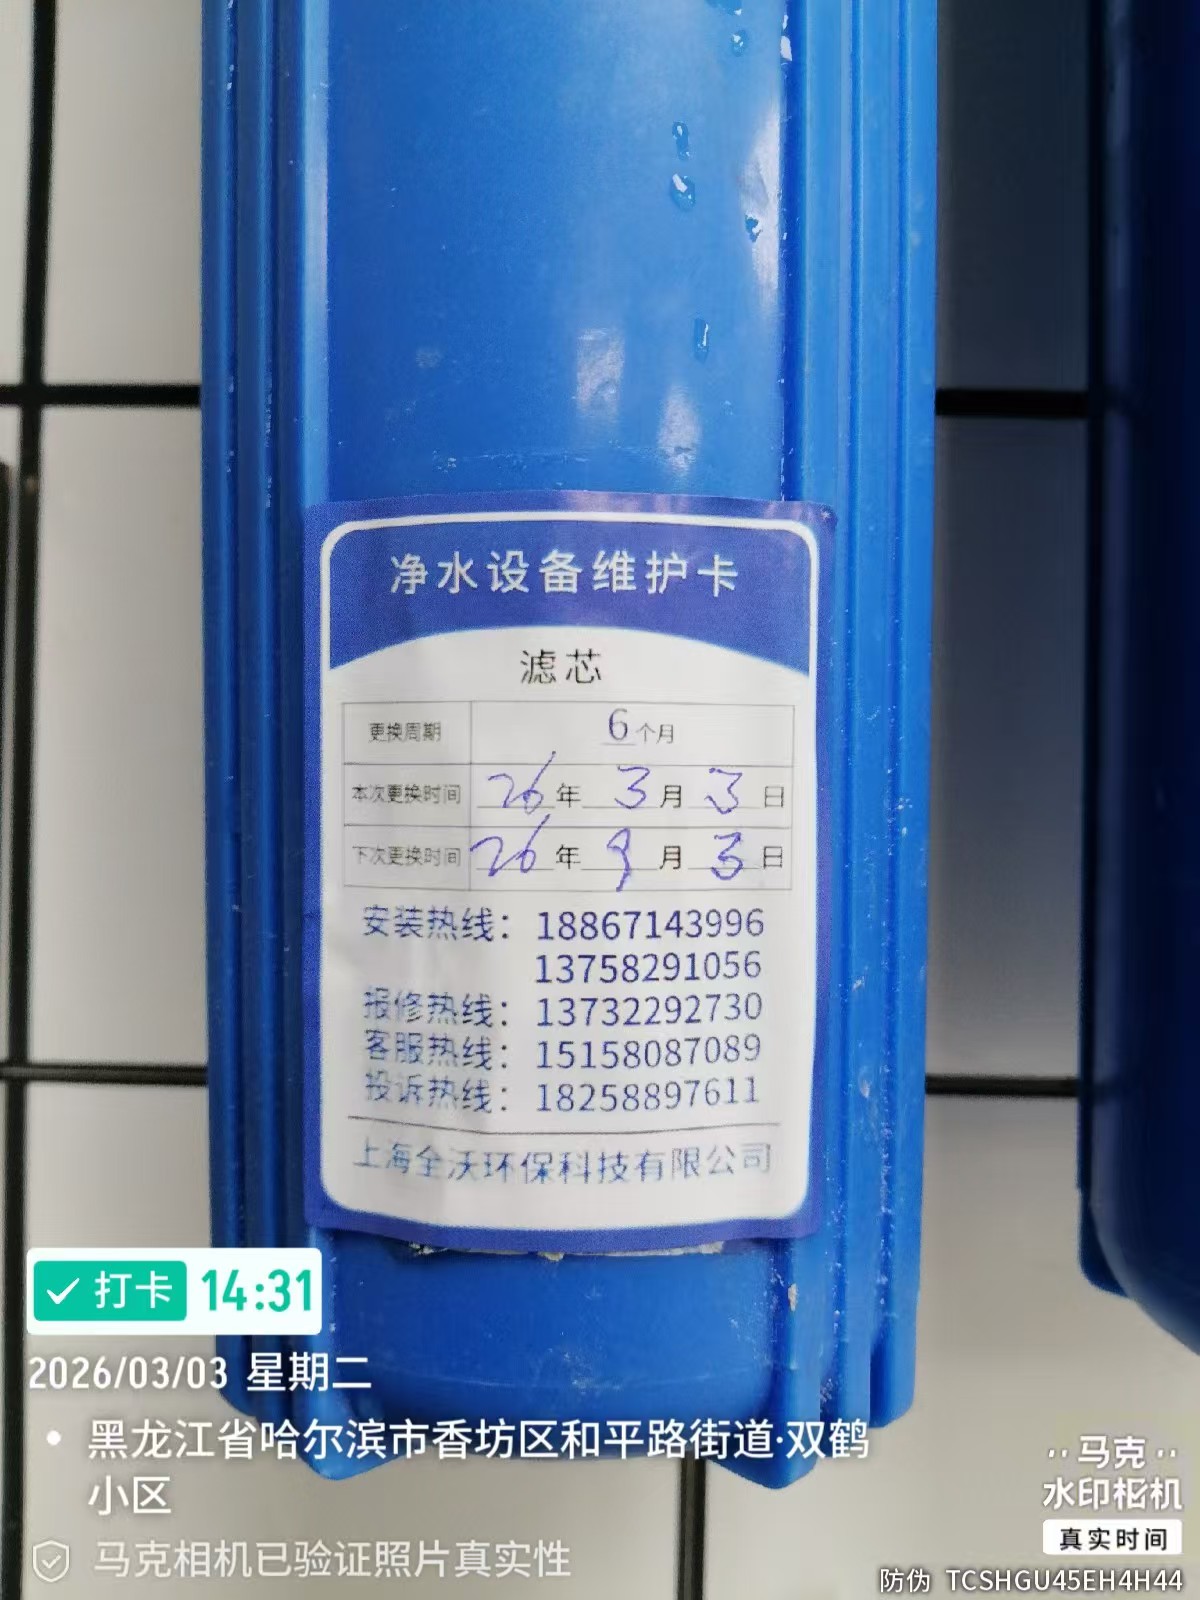 净水设备维护卡
滤芯
更换周期 6个月
本次更换时间 26年3月3日
下次更换时间 26年9月3日
安装热线：18867143996
13758291056
报修热线：13732292730
客服热线：15158087089
投诉热线：18258897611
上海全沃环保科技有限公司
打卡 14:31
2026/03/03 星期二
黑龙江省哈尔滨市香坊区和平路街道·双鹤
小区
马克相机已验证照片真实性
马克
水印相机
真实时间
防伪 TCSHGU45EH4H44